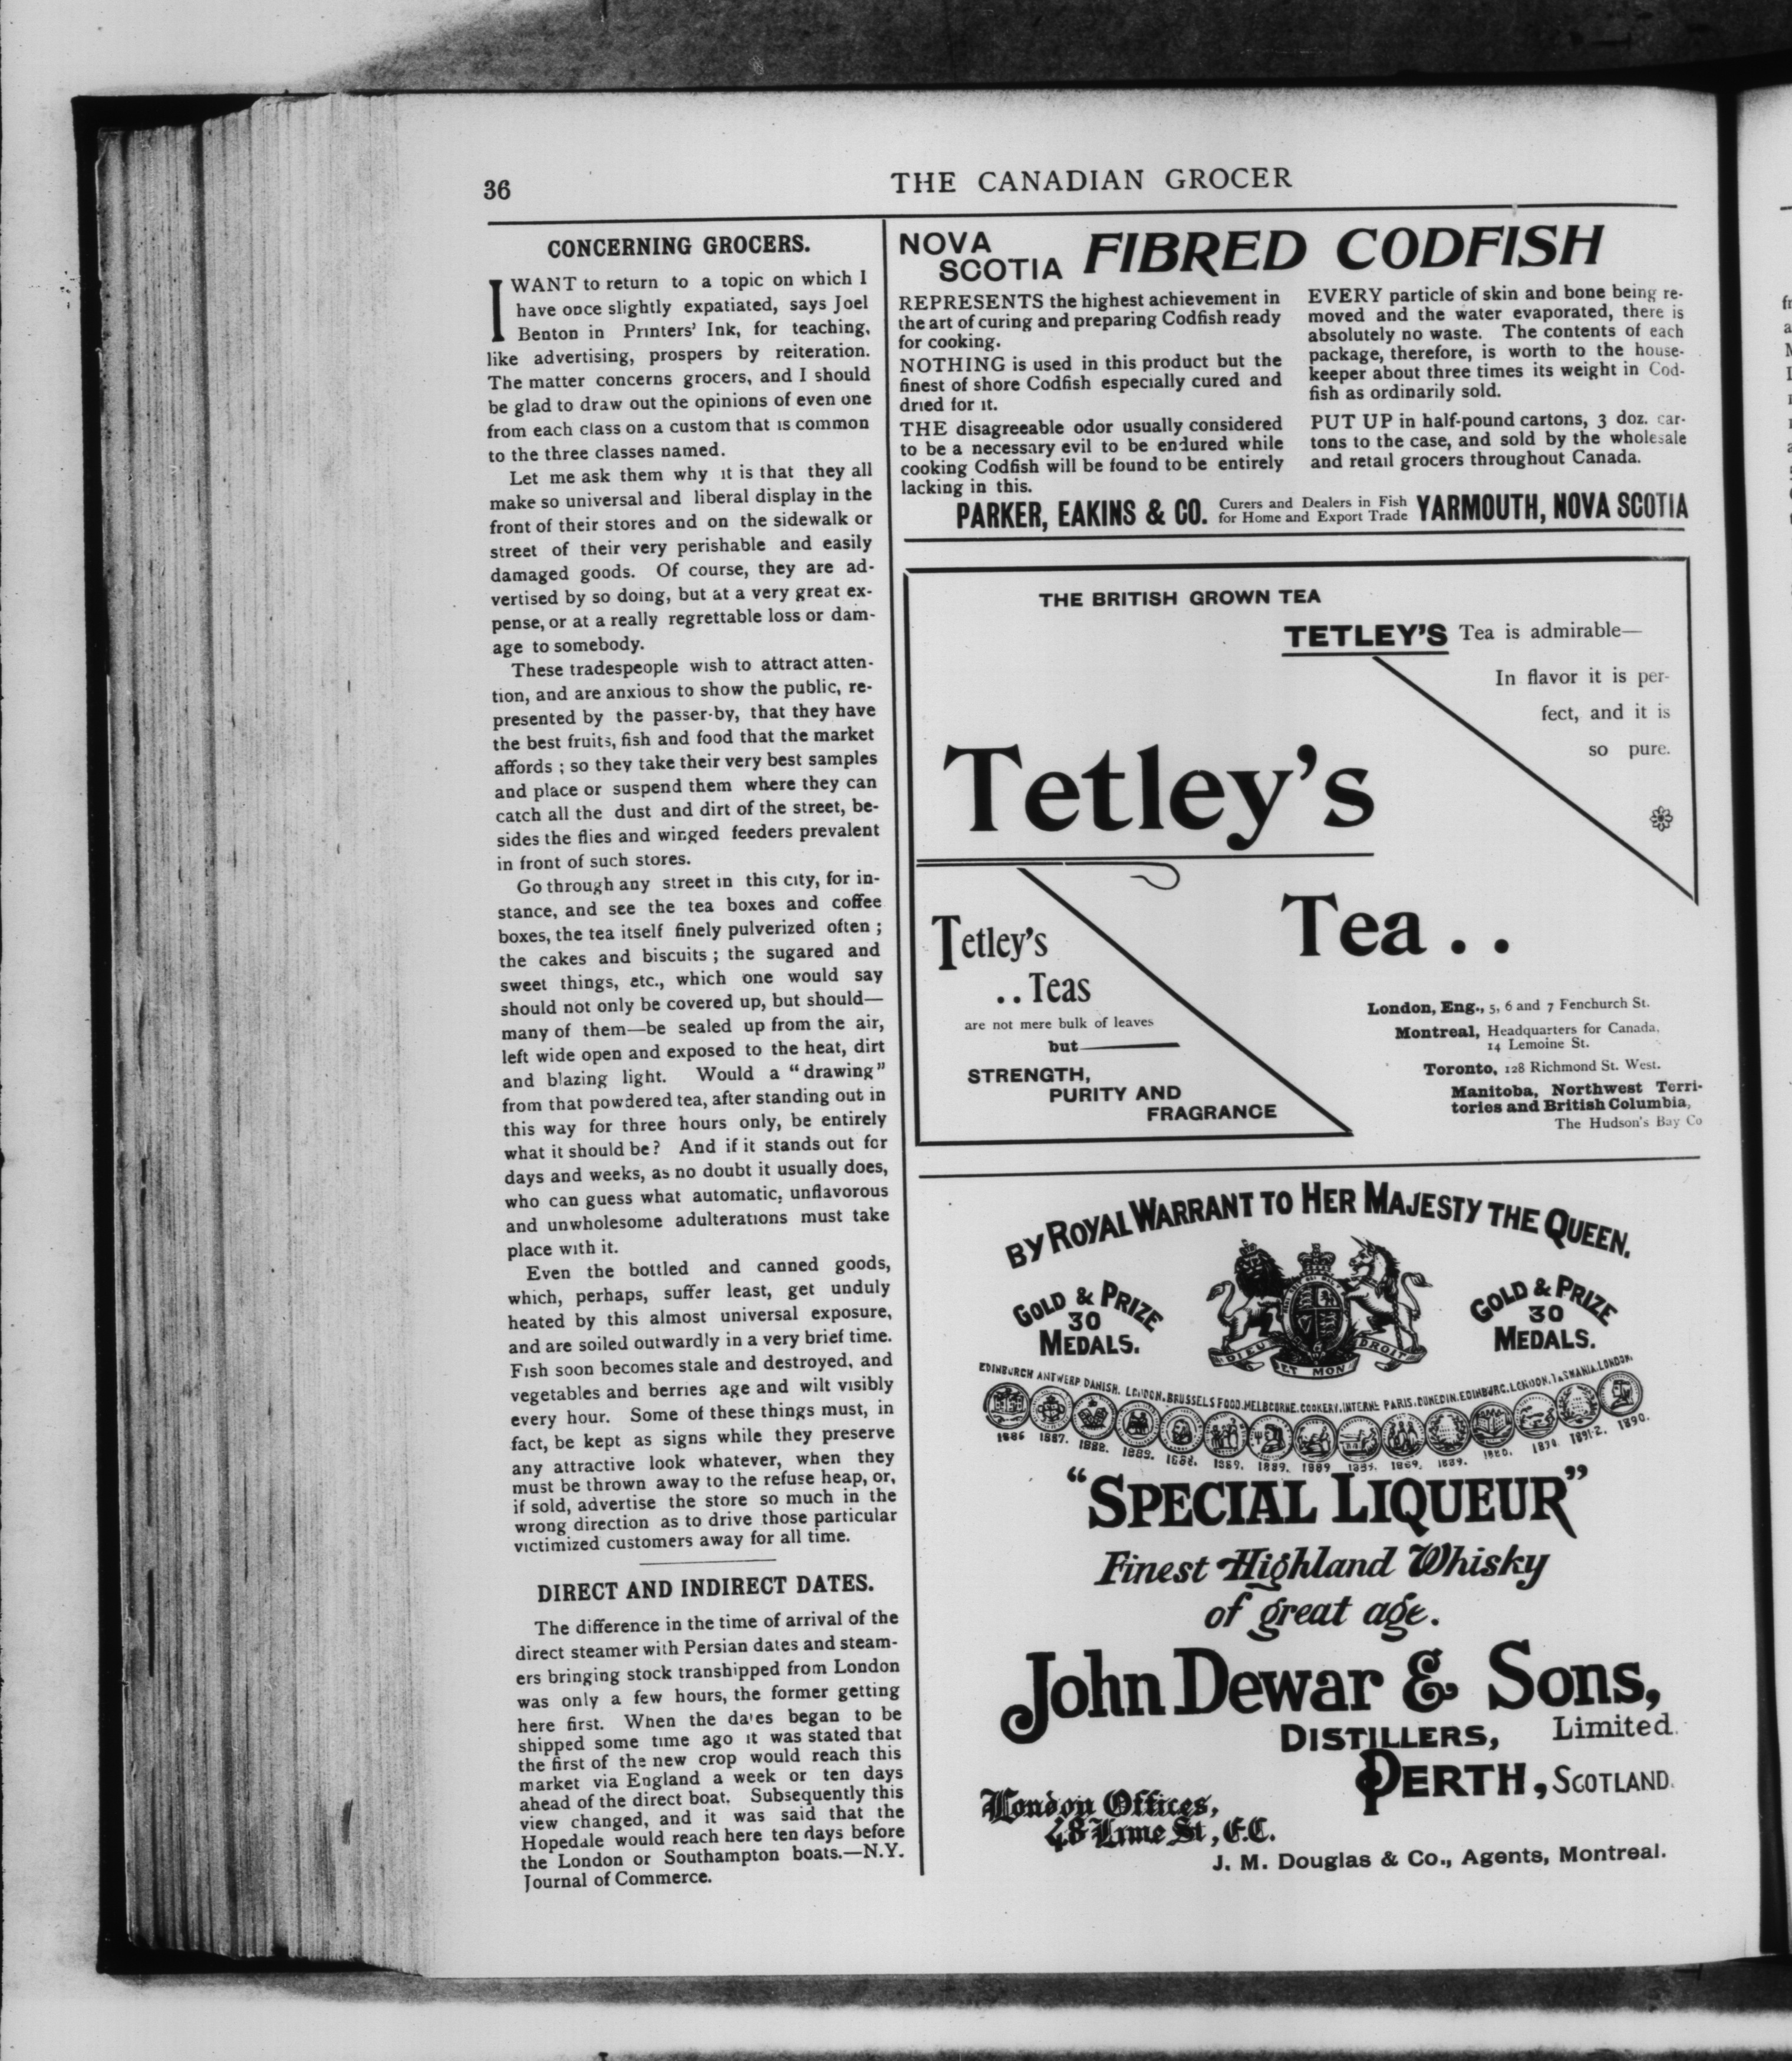 36
THE CANADIAN GROCER
CONCERNING GROCERS.
I WANT to return to a topic on which I
have once slightly expatiated, says Joel
Benton in Printers' Ink, for teaching,
like advertising, prospers by reiteration.
The matter concerns grocers, and I should
be glad to draw out the opinions of even one
from each class on a custom that is common
to the three classes named.
Let me ask them why it is that they all
make so universal and liberal display in the
front of their stores and on the sidewalk or
street of their very perishable and easily
damaged goods. Of course, they are ad-
vertised by so doing, but at a very great ex-
pense, or at a really regrettable loss or dam-
age to somebody.
These tradespeople wish to attract atten-
tion, and are anxious to show the public, re-
presented by the passer-by, that they have
the best fruits, fish and food that the market
affords ; so they take their very best samples
and place or suspend them where they can
catch all the dust and dirt of the street, be-
sides the flies and winged feeders prevalent
in front of such stores.
Go through any street in this city, for in-
stance, and see the tea boxes and coffee
boxes, the tea itself finely pulverized often ;
the cakes and biscuits ; the sugared and
sweet things, etc., which one would say
should not only be covered up, but should—
many of them—be sealed up from the air,
left wide open and exposed to the heat, dirt
and blazing light. Would a "drawing"
from that powdered tea, after standing out in
this way for three hours only, be entirely
what it should be? And if it stands out for
days and weeks, as no doubt it usually does,
who can guess what automatic, unflavorous
and unwholesome adulterations must take
place with it.
Even the bottled and canned goods,
which, perhaps, suffer least, get unduly
heated by this almost universal exposure,
and are soiled outwardly in a very brief time.
Fish soon becomes stale and destroyed, and
vegetables and berries age and wilt visibly
every hour. Some of these things must, in
fact, be kept as signs while they preserve
any attractive look whatever, when they
must be thrown away to the refuse heap, or,
if sold, advertise the store so much in the
wrong direction as to drive those particular
victimized customers away for all time.
DIRECT AND INDIRECT DATES.
The difference in the time of arrival of the
direct steamer with Persian dates and steam-
ers bringing stock transhipped from London
was only a few hours, the former getting
here first. When the dates began to be
shipped some time ago it was stated that
the first of the new crop would reach this
market via England a week or ten days
ahead of the direct boat. Subsequently this
view changed, and it was said that the
Hopedale would reach here ten days before
the London or Southampton boats.—N.Y.
Journal of Commerce.
NOVA
SCOTIA FIBRED CODFISH
REPRESENTS the highest achievement in
the art of curing and preparing Codfish ready
for cooking.
NOTHING is used in this product but the
finest of shore Codfish especially cured and
dried for it.
THE disagreeable odor usually considered
to be a necessary evil to be endured while
cooking Codfish will be found to be entirely
lacking in this.
EVERY particle of skin and bone being re-
moved and the water evaporated, there is
absolutely no waste. The contents of each
package, therefore, is worth to the house-
keeper about three times its weight in Cod-
fish as ordinarily sold.
PUT UP in half-pound cartons, 3 doz. car-
tons to the case, and sold by the wholesale
and retail grocers throughout Canada.
PARKER, EAKINS & CO. Curers and Dealers in Fish
for Home and Export Trade YARMOUTH, NOVA SCOTIA
THE BRITISH GROWN TEA
TETLEY'S Tea is admirable—
In flavor it is per-
fect, and it is
so pure.
Tetley's
Tea . .
Tetley's
. . Teas
are not mere bulk of leaves
but
STRENGTH,
PURITY AND
FRAGRANCE
London, Eng., 5, 6 and 7 Fenchurch St.
Montreal, Headquarters for Canada,
14 Lemoine St.
Toronto, 128 Richmond St. West.
Manitoba, Northwest Terri-
tories and British Columbia,
The Hudson's Bay Co
BY ROYAL WARRANT TO HER MAJESTY THE QUEEN.
GOLD & PRIZE
30
MEDALS.
DIEU ET MON DROIT
GOLD & PRIZE
30
MEDALS.
EDINBURGH ANTWERP DANISH. LONDON. BRUSSELS FOOD. MELBOURNE. COOKERY. INTERNL PARIS. DUNEDIN. EDINBURG. LONDON. TASMANIA. LONDON.
1886 1887. 1888. 1889. 1889. 1889. 1889 1889. 1889. 1890. 1891-2. 1890.
"SPECIAL LIQUEUR"
Finest Highland Whisky
of great age.
John Dewar & Sons,
DISTILLERS, Limited.
PERTH, SCOTLAND.
London Offices,
48 Lime St, E.C.
J. M. Douglas & Co., Agents, Montreal.